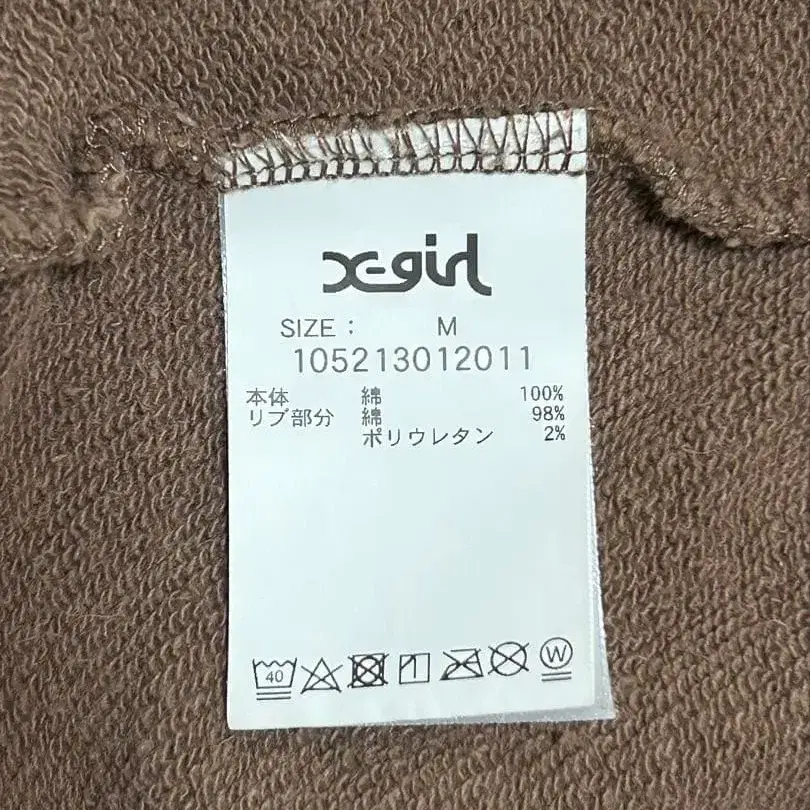 X-girl
SIZE : M
105213012011
本体 綿 100%
リブ部分 綿 98%
ポリウレタン 2%
40 W